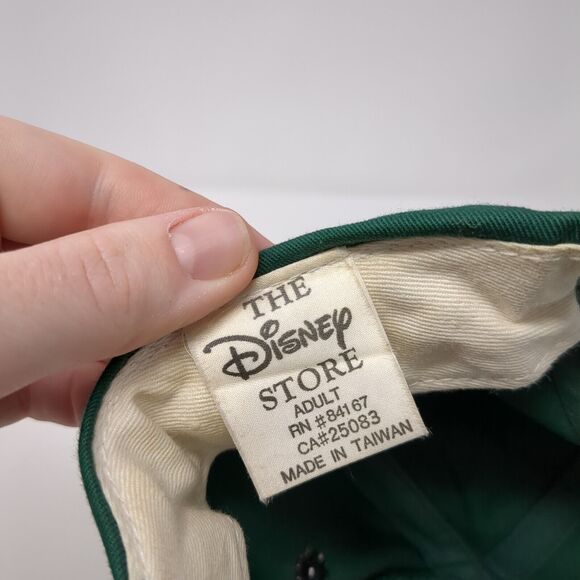 THE
Disney
STORE
ADULT
RN #84167
CA#25083
MADE IN TAIWAN